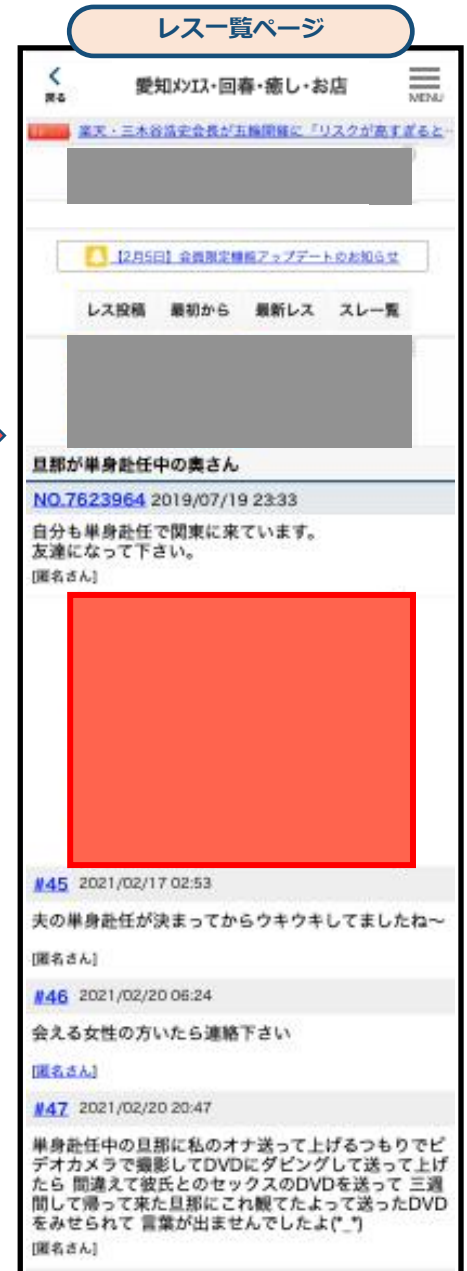 レス一覧ページ
戻る
愛知メンエス・回春・癒し・お店
MENU
楽天・三木谷浩史会長が五輪開催に「リスクが高すぎると…
【2月5日】会員限定機能アップデートのお知らせ
レス投稿 最初から 最新レス スレ一覧
旦那が単身赴任中の奥さん
NO.7623964 2019/07/19 23:33
自分も単身赴任で関東に来ています。
友達になって下さい。
[匿名さん]
#45 2021/02/17 02:53
夫の単身赴任が決まってからウキウキしてましたね～
[匿名さん]
#46 2021/02/20 06:24
会える女性の方いたら連絡下さい
[匿名さん]
#47 2021/02/20 20:47
単身赴任中の旦那に私のオナ送って上げるつもりでビ
デオカメラで撮影してDVDにダビングして送って上げ
たら 間違えて彼氏とのセックスのDVDを送って 三週
間して帰って来た旦那にこれ観てたよって送ったDVD
をみせられて 言葉が出ませんでしたよ(*_*)
[匿名さん]